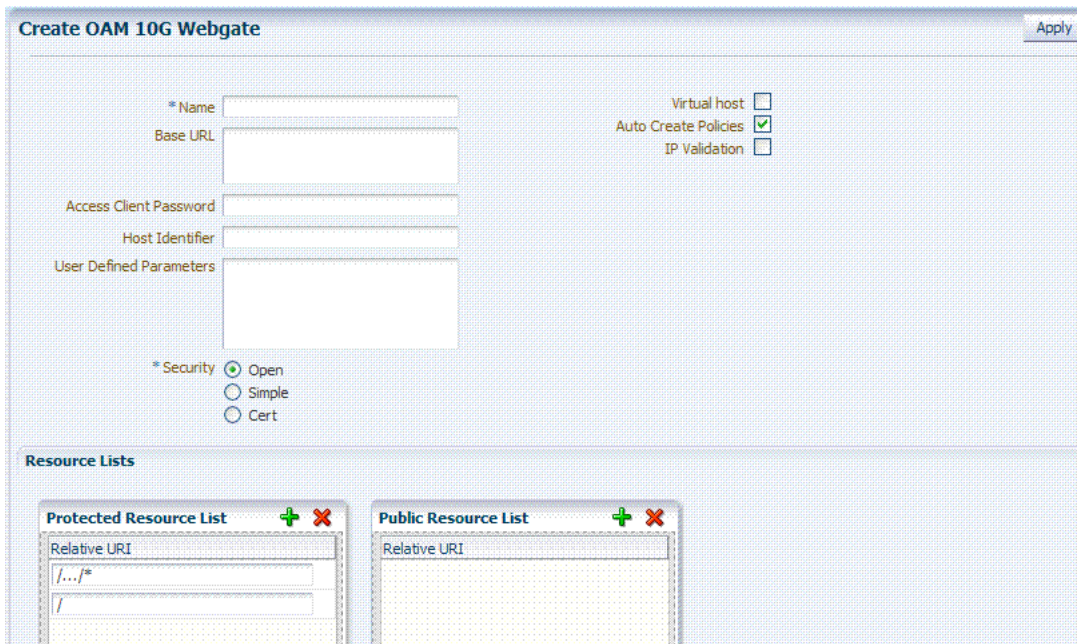 Create OAM 10G Webgate
Apply
* Name
Base URL
Access Client Password
Host Identifier
User Defined Parameters
* Security
Open
Simple
Cert
Virtual host
Auto Create Policies
IP Validation
Resource Lists
Protected Resource List
Relative URI
/.../*
/
Public Resource List
Relative URI